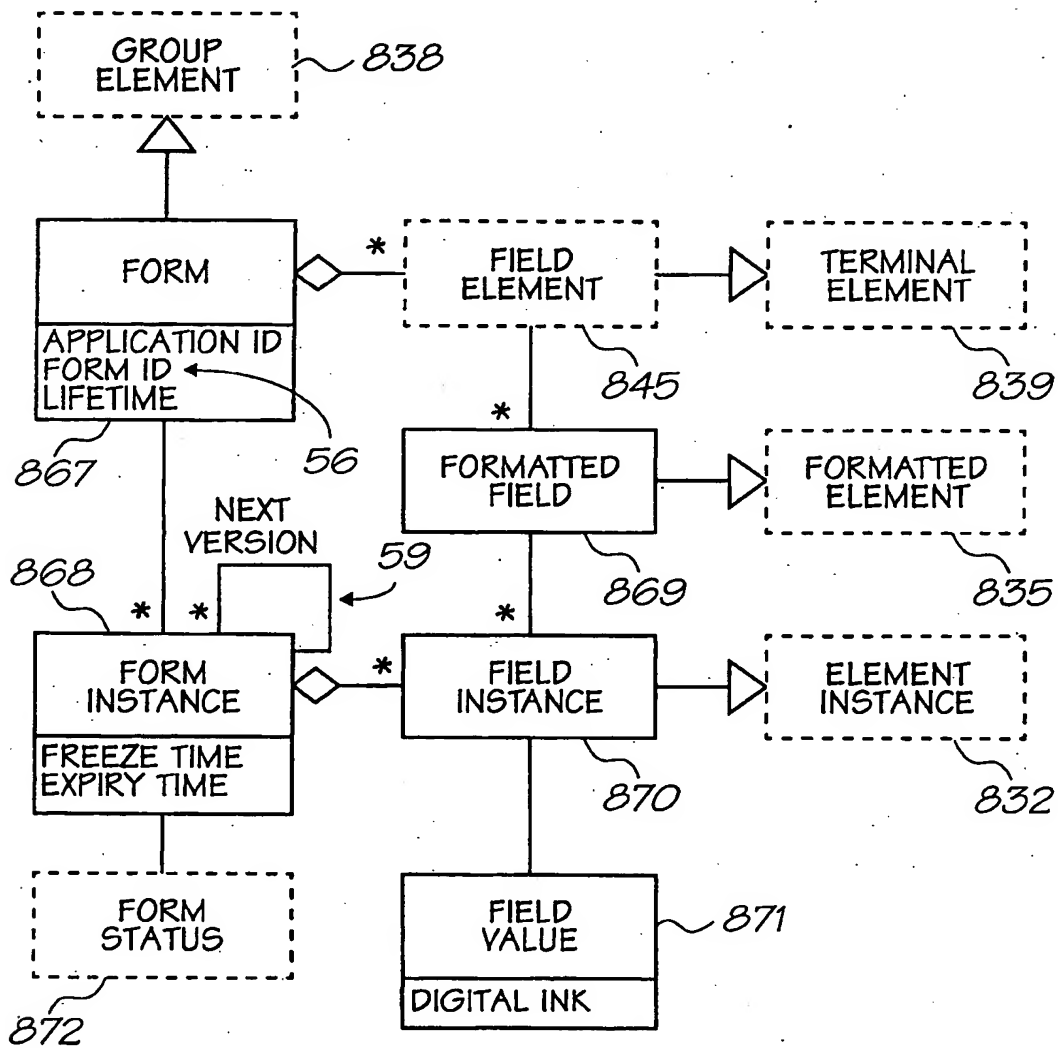 GROUP
ELEMENT
838
FORM
APPLICATION ID
FORM ID
LIFETIME
867
56
*
FIELD
ELEMENT
845
TERMINAL
ELEMENT
839
*
FORMATTED
FIELD
869
FORMATTED
ELEMENT
835
NEXT
VERSION
59
868
*
*
FORM
INSTANCE
FREEZE TIME
EXPIRY TIME
*
*
FIELD
INSTANCE
870
ELEMENT
INSTANCE
832
FORM
STATUS
872
FIELD
VALUE
871
DIGITAL INK